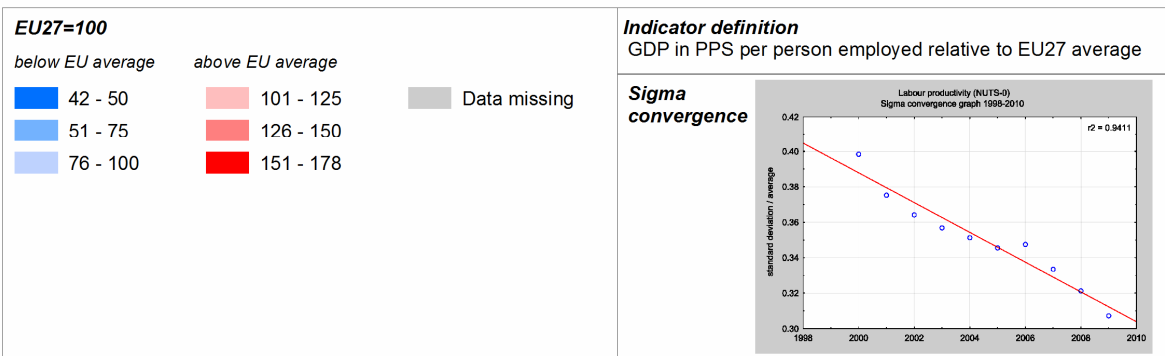 EU27=100
below EU average above EU average
42 - 50 101 - 125 Data missing
51 - 75 126 - 150
76 - 100 151 - 178
Indicator definition
GDP in PPS per person employed relative to EU27 average
Sigma
convergence
Labour productivity (NUTS-0)
Sigma convergence graph 1998-2010
r2 = 0.9411
standard deviation / average
0.42
0.40
0.38
0.36
0.34
0.32
0.30
1998 2000 2002 2004 2006 2008 2010